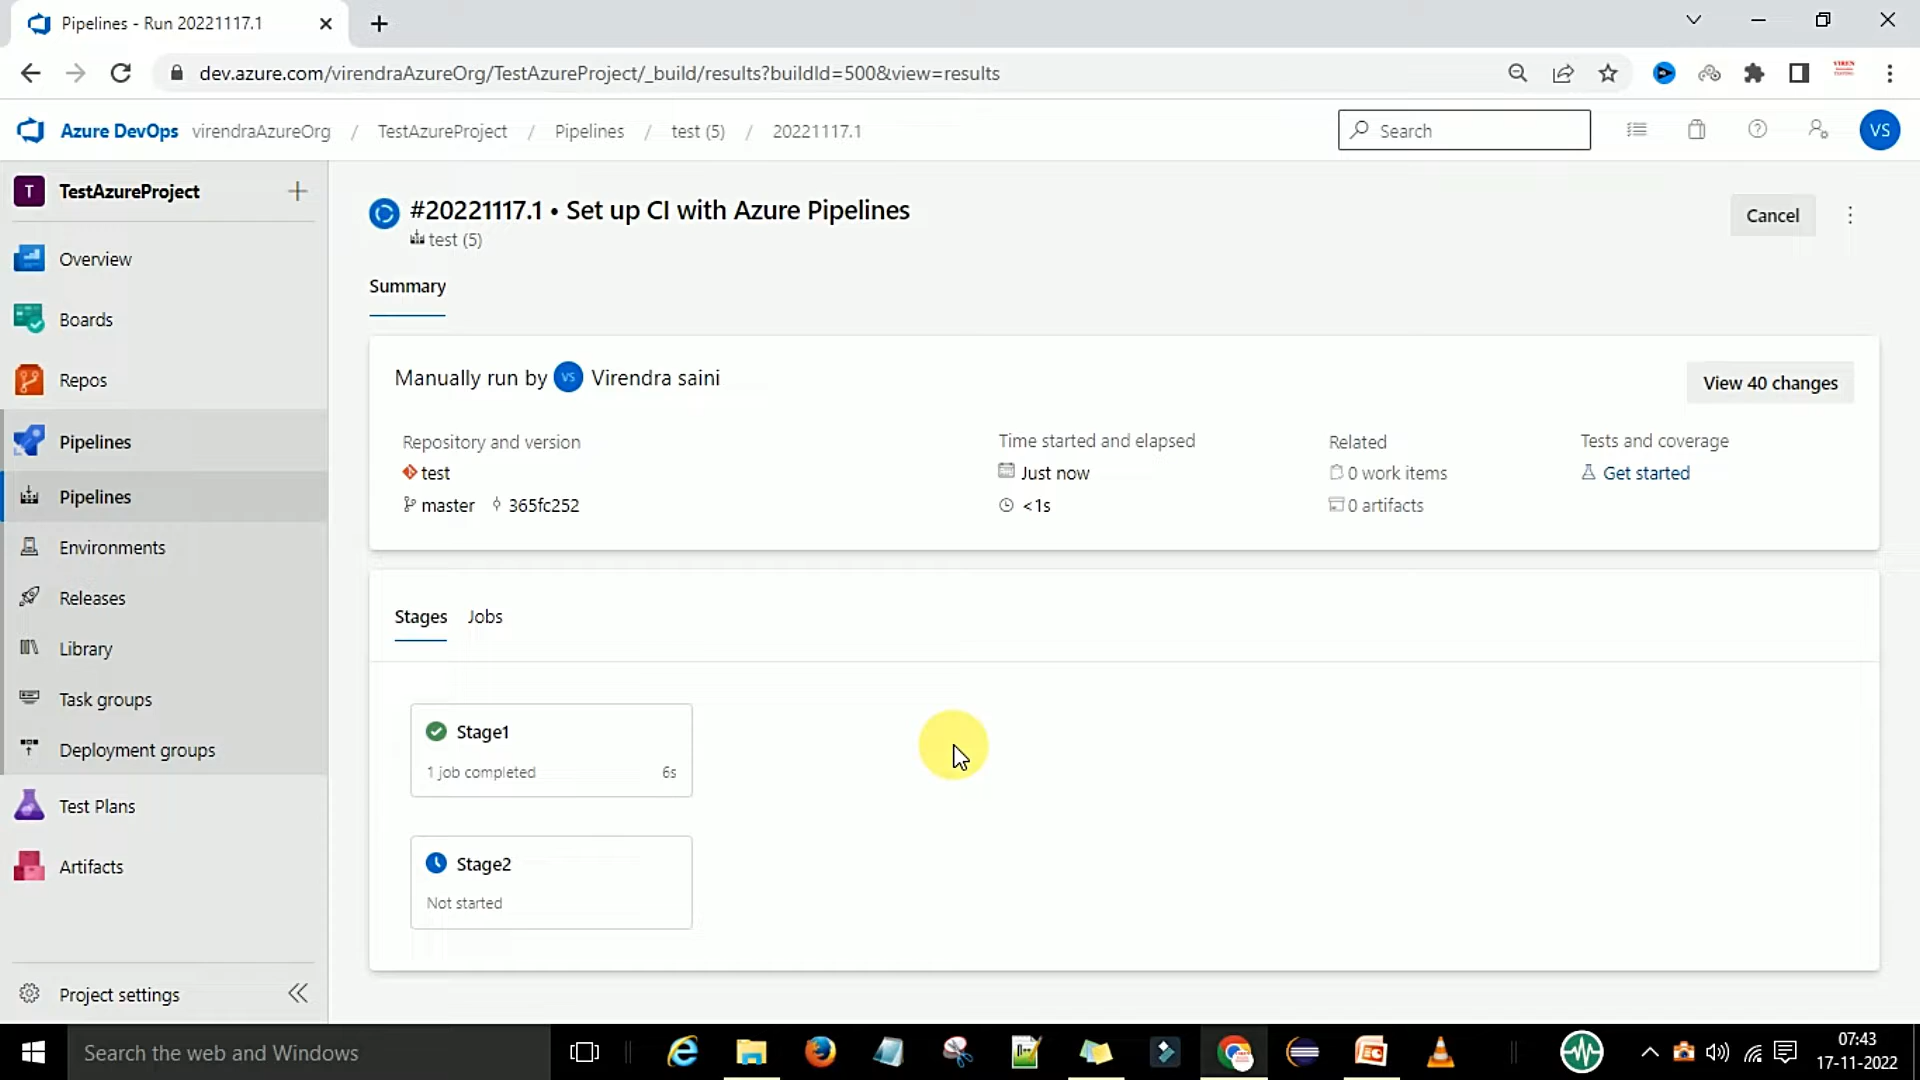 Pipelines - Run 20221117.1
dev.azure.com/virendraAzureOrg/TestAzureProject/_build/results?buildId=500&view=results
Azure DevOps virendraAzureOrg / TestAzureProject / Pipelines / test (5) / 20221117.1
Search
VS
T TestAzureProject
Overview
Boards
Repos
Pipelines
Pipelines
Environments
Releases
Library
Task groups
Deployment groups
Test Plans
Artifacts
Project settings
#20221117.1 • Set up CI with Azure Pipelines
test (5)
Cancel
Summary
Manually run by VS Virendra saini
View 40 changes
Repository and version
test
master 365fc252
Time started and elapsed
Just now
<1s
Related
0 work items
0 artifacts
Tests and coverage
Get started
Stages Jobs
Stage1
1 job completed 6s
Stage2
Not started
Search the web and Windows
07:43
17-11-2022